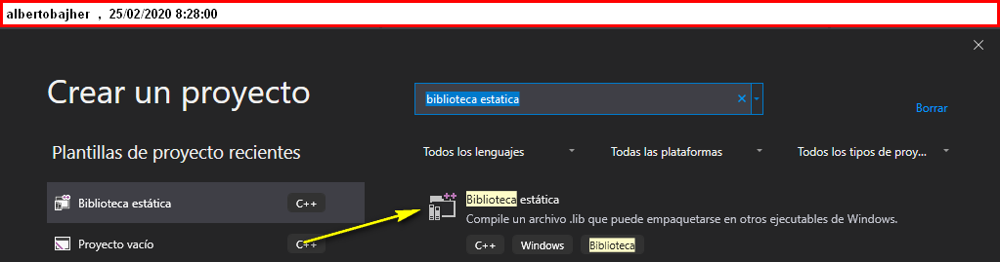 albertobajher , 25/02/2020 8:28:00
Crear un proyecto
biblioteca estatica
Borrar
Plantillas de proyecto recientes
Todos los lenguajes
Todas las plataformas
Todos los tipos de proy...
Biblioteca estática
C++
Proyecto vacío
C++
Biblioteca estática
Compile un archivo .lib que puede empaquetarse en otros ejecutables de Windows.
C++
Windows
Biblioteca